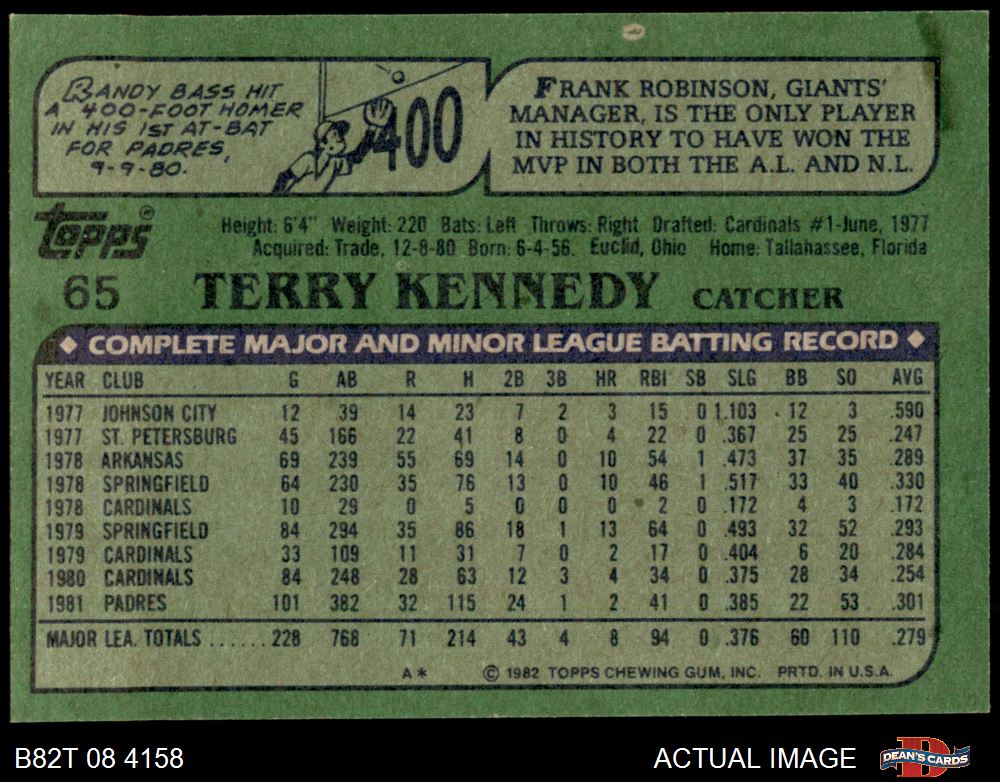 RANDY BASS HIT
A 400-FOOT HOMER
IN HIS 1ST AT-BAT
FOR PADRES,
9-9-80.
400
FRANK ROBINSON, GIANTS'
MANAGER, IS THE ONLY PLAYER
IN HISTORY TO HAVE WON THE
MVP IN BOTH THE A.L. AND N.L.
Topps®
Height: 6'4" Weight: 220 Bats: Left Throws: Right Drafted: Cardinals #1-June, 1977
Acquired: Trade, 12-8-80 Born: 6-4-56. Euclid, Ohio Home: Tallahassee, Florida
65 TERRY KENNEDY CATCHER
◆ COMPLETE MAJOR AND MINOR LEAGUE BATTING RECORD ◆
YEAR CLUB G AB R H 2B 3B HR RBI SB SLG BB SO AVG
1977 JOHNSON CITY 12 39 14 23 7 2 3 15 0 1.103 12 3 .590
1977 ST. PETERSBURG 45 166 22 41 8 0 4 22 0 .367 25 25 .247
1978 ARKANSAS 69 239 55 69 14 0 10 54 1 .473 37 35 .289
1978 SPRINGFIELD 64 230 35 76 13 0 10 46 1 .517 33 40 .330
1978 CARDINALS 10 29 0 5 0 0 0 2 0 .172 4 3 .172
1979 SPRINGFIELD 84 294 35 86 18 1 13 64 0 .493 32 52 .293
1979 CARDINALS 33 109 11 31 7 0 2 17 0 .404 6 20 .284
1980 CARDINALS 84 248 28 63 12 3 4 34 0 .375 28 34 .254
1981 PADRES 101 382 32 115 24 1 2 41 0 .385 22 53 .301
MAJOR LEA. TOTALS ...... 228 768 71 214 43 4 8 94 0 .376 60 110 .279
A* © 1982 TOPPS CHEWING GUM, INC. PRTD. IN U.S.A.
B82T 08 4158 ACTUAL IMAGE DEAN'S CARDS